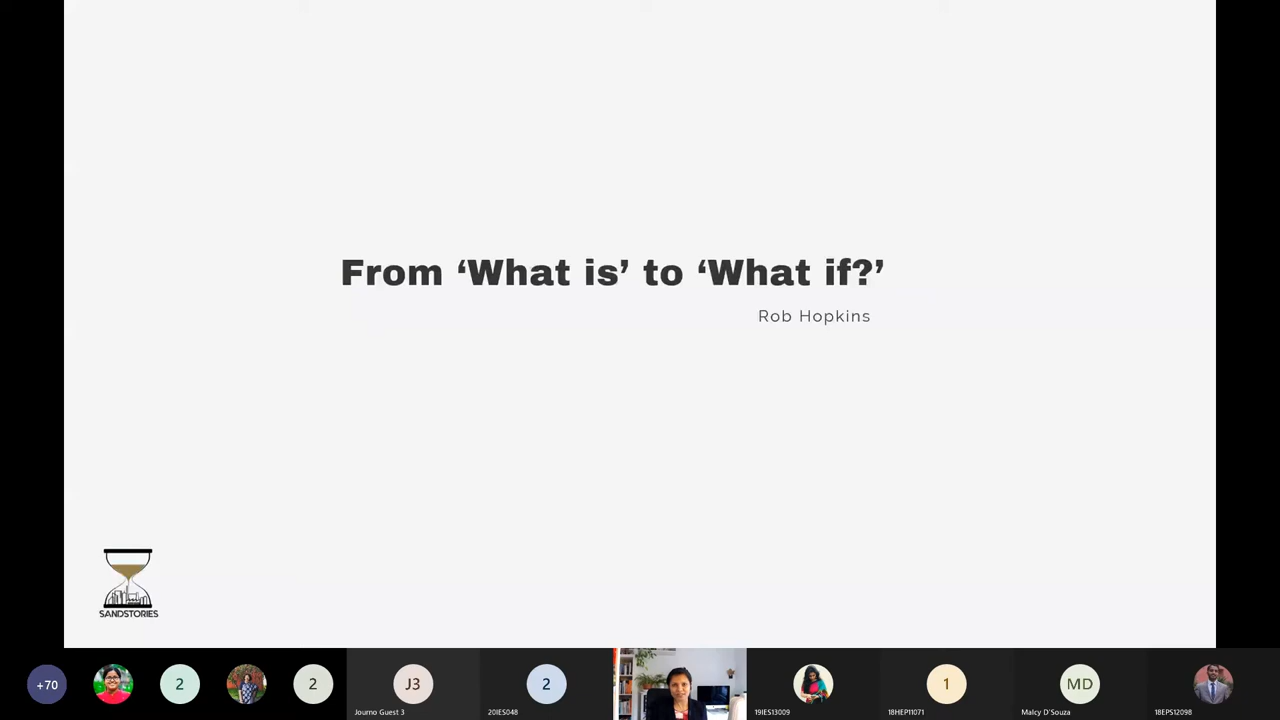 From ‘What is’ to ‘What if?’
Rob Hopkins
SANDSTORIES
+70
2
2
J3
Journo Guest 3
2
20IES048
19IES13009
1
18HEP11071
MD
Malcy D'Souza
18EPS12098